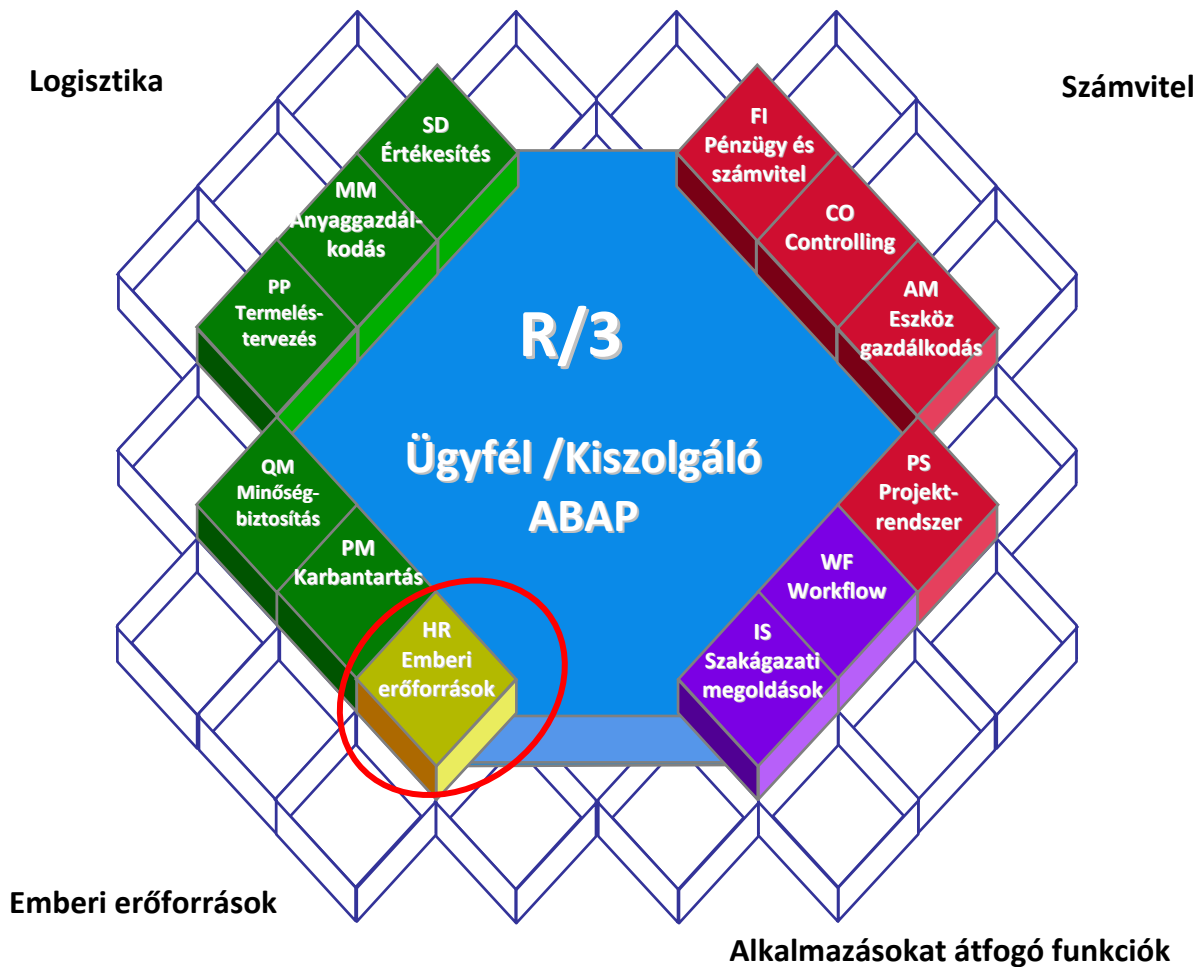 Logisztika
Számvitel
SD
Értékesítés
MM
Anyaggazdál-
kodás
PP
Termelés-
tervezés
FI
Pénzügy és
számvitel
CO
Controlling
AM
Eszköz
gazdálkodás
R/3
Ügyfél /Kiszolgáló
ABAP
QM
Minőség-
biztosítás
PM
Karbantartás
HR
Emberi
erőforrások
PS
Projekt-
rendszer
WF
Workflow
IS
Szakágazati
megoldások
Emberi erőforrások
Alkalmazásokat átfogó funkciók